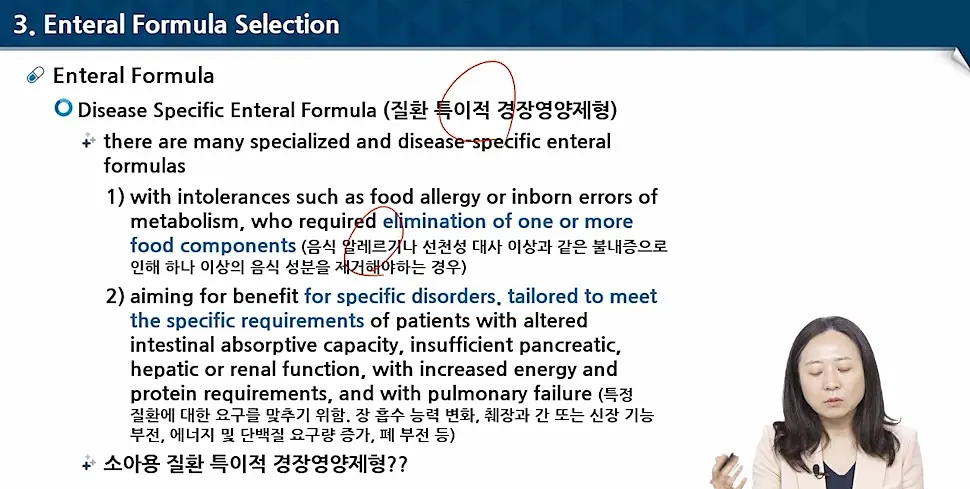 3. Enteral Formula Selection
Enteral Formula
Disease Specific Enteral Formula (질환 특이적 경장영양제형)
there are many specialized and disease-specific enteral
formulas
1) with intolerances such as food allergy or inborn errors of
metabolism, who required elimination of one or more
food components (음식 알레르기나 선천성 대사 이상과 같은 불내증으로
인해 하나 이상의 음식 성분을 제거해야하는 경우)
2) aiming for benefit for specific disorders, tailored to meet
the specific requirements of patients with altered
intestinal absorptive capacity, insufficient pancreatic,
hepatic or renal function, with increased energy and
protein requirements, and with pulmonary failure (특정
질환에 대한 요구를 맞추기 위함. 장 흡수 능력 변화, 췌장과 간 또는 신장 기능
부전, 에너지 및 단백질 요구량 증가, 폐 부전 등)
소아용 질환 특이적 경장영양제형??